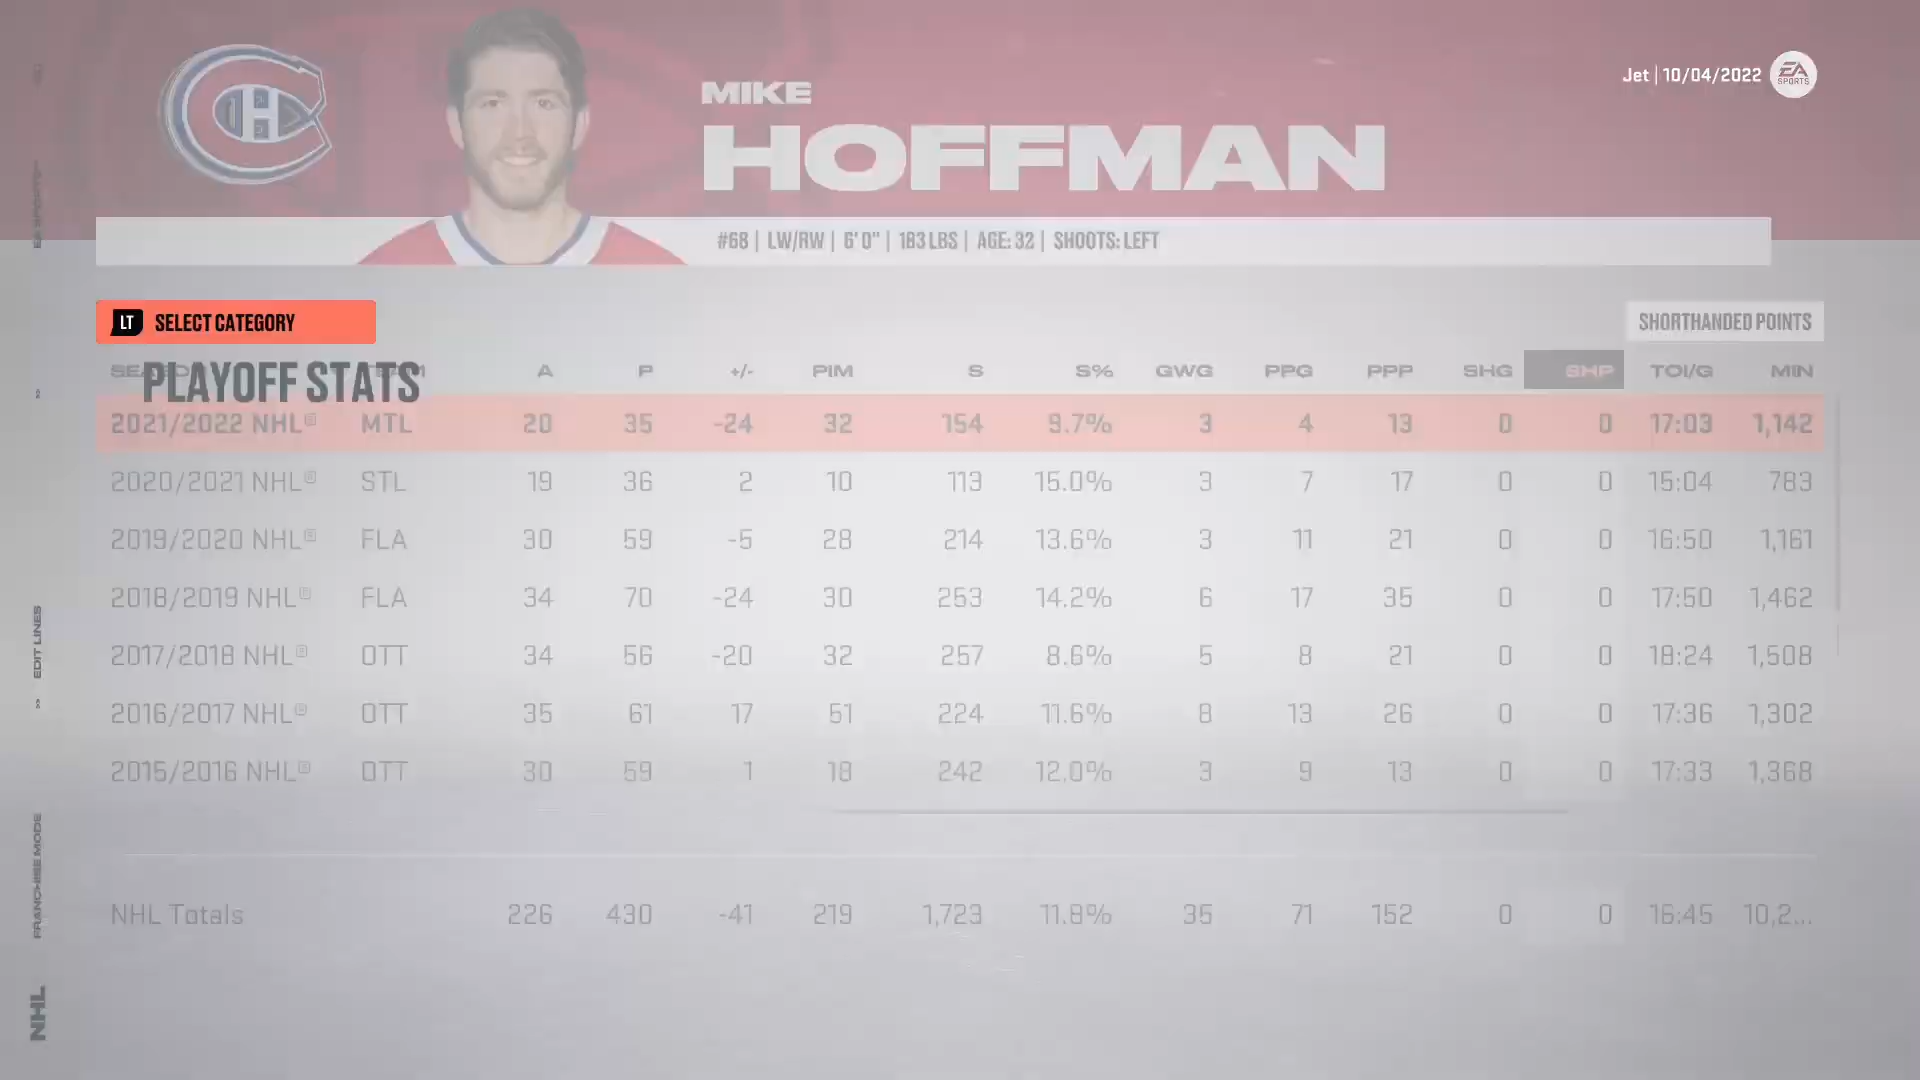 MIKE
HOFFMAN
Jet | 10/04/2022 EA SPORTS
#68 | LW/RW | 6' 0" | 183 LBS | AGE: 32 | SHOOTS: LEFT
LT SELECT CATEGORY
SHORTHANDED POINTS
PLAYOFF STATS
A P +/- PIM S S% GWG PPG PPP SHG SHP TOI/G MIN
2021/2022 NHL® MTL 20 35 -24 32 154 9.7% 3 4 13 0 0 17:03 1,142
2020/2021 NHL® STL 19 36 2 10 113 15.0% 3 7 17 0 0 15:04 783
2019/2020 NHL® FLA 30 59 -5 28 214 13.6% 3 11 21 0 0 16:50 1,161
2018/2019 NHL® FLA 34 70 -24 30 253 14.2% 6 17 35 0 0 17:50 1,462
2017/2018 NHL® OTT 34 56 -20 32 257 8.6% 5 8 21 0 0 18:24 1,508
2016/2017 NHL® OTT 35 61 17 51 224 11.6% 8 13 26 0 0 17:36 1,302
2015/2016 NHL® OTT 30 59 1 18 242 12.0% 3 9 13 0 0 17:33 1,368
NHL Totals 226 430 -41 219 1,723 11.8% 35 71 152 0 0 16:45 10,2...
NHL
FRANCHISE MODE
>> EDIT LINES
EA SPORTS